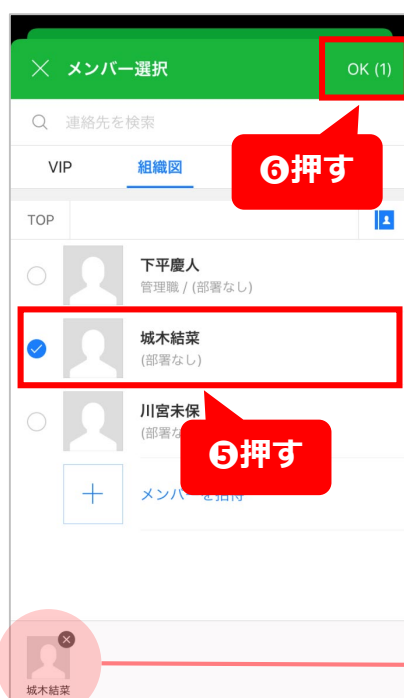 メンバー選択
OK (1)
連絡先を検索
❻押す
VIP
組織図
TOP
下平慶人
管理職 / (部署なし)
城木結菜
(部署なし)
川宮未保
(部署な
❺押す
メンバーを招待
城木結菜